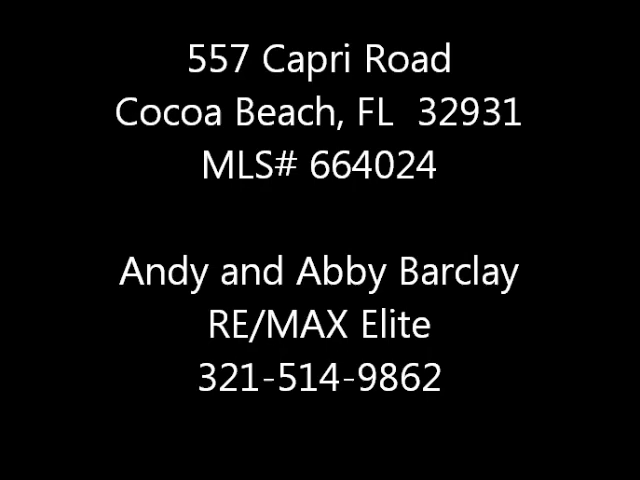 557 Capri Road
Cocoa Beach, FL  32931
MLS# 664024
Andy and Abby Barclay
RE/MAX Elite
321-514-9862